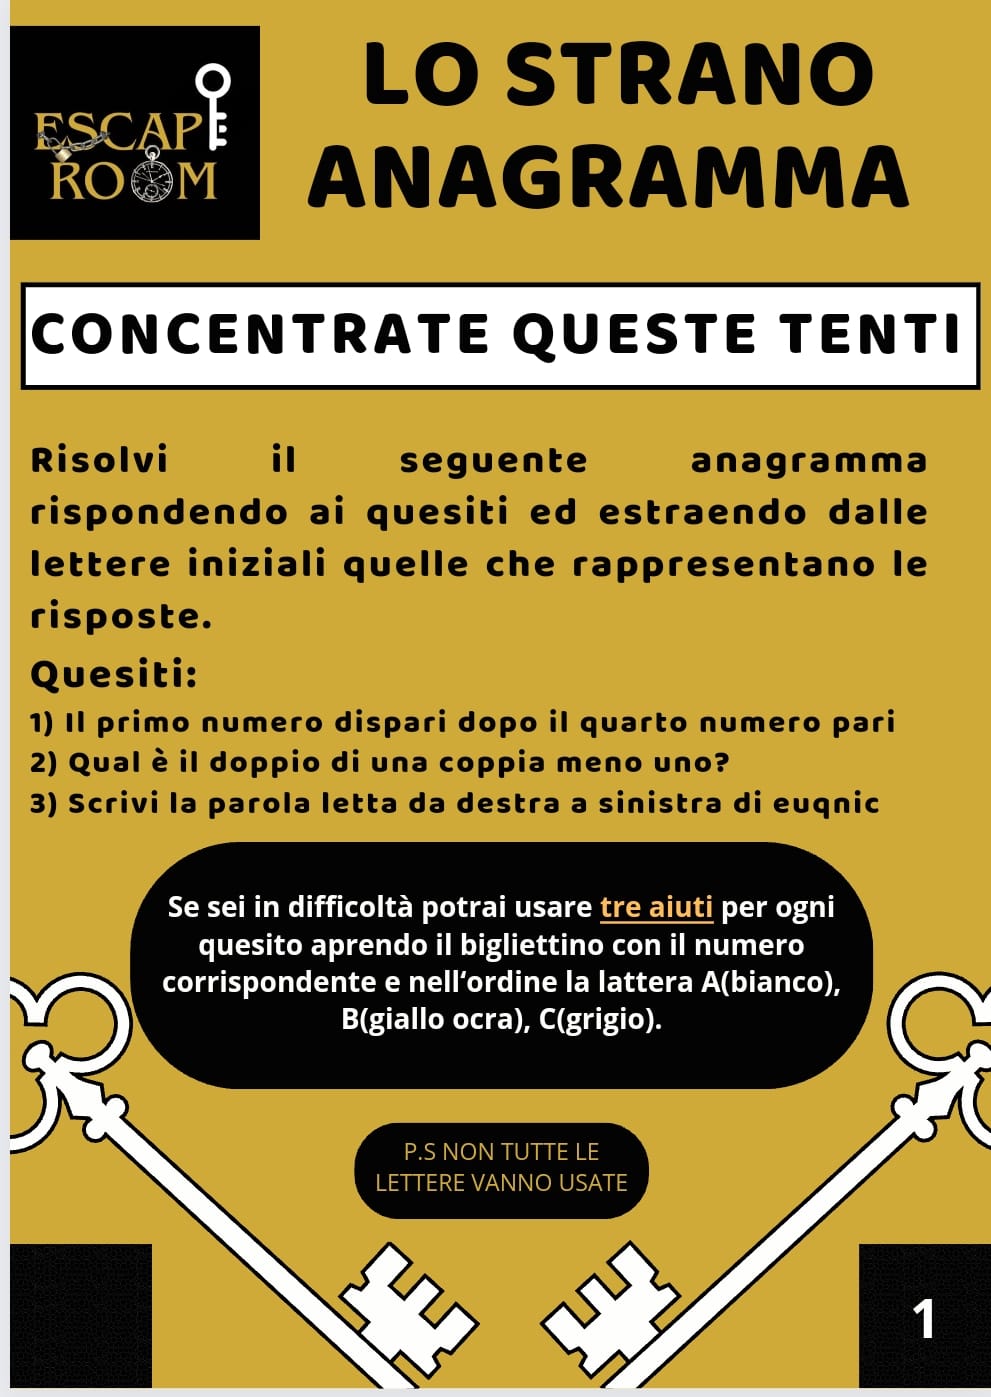 ESCAPE
ROOM
LO STRANO
ANAGRAMMA
CONCENTRATE QUESTE TENTI
Risolvi il seguente anagramma
rispondendo ai quesiti ed estraendo dalle
lettere iniziali quelle che rappresentano le
risposte.
Quesiti:
1) Il primo numero dispari dopo il quarto numero pari
2) Qual è il doppio di una coppia meno uno?
3) Scrivi la parola letta da destra a sinistra di euqnic
Se sei in difficoltà potrai usare tre aiuti per ogni
quesito aprendo il bigliettino con il numero
corrispondente e nell'ordine la lattera A(bianco),
B(giallo ocra), C(grigio).
P.S NON TUTTE LE
LETTERE VANNO USATE
1